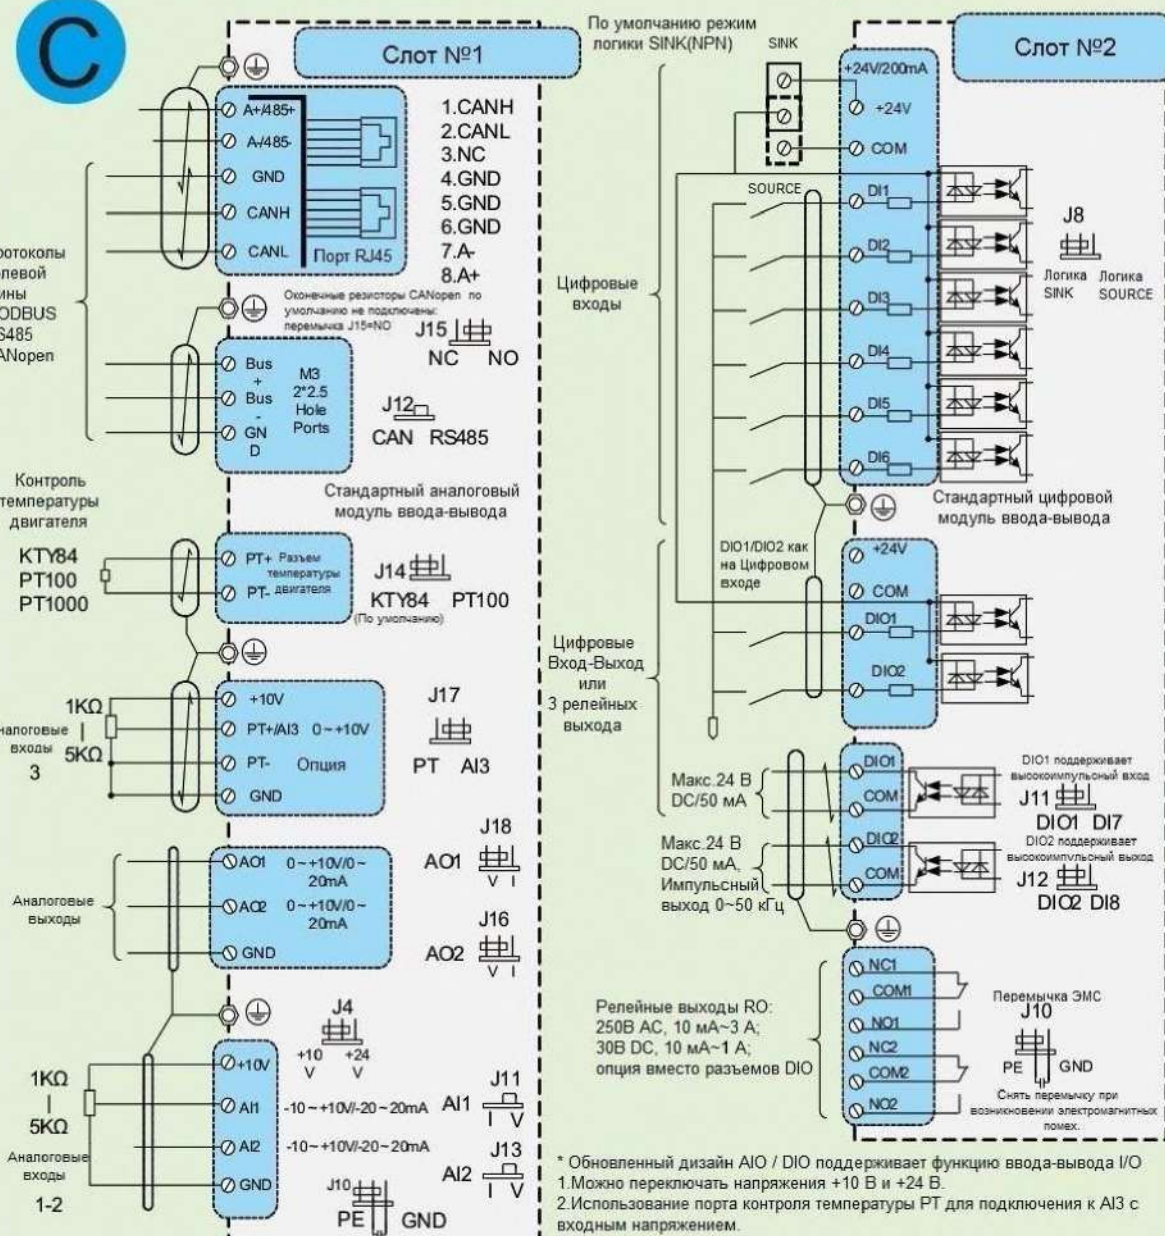 C
Слот №1
A+/485+
A-/485-
GND
CANH
CANL
Порт RJ45
1.CANH
2.CANL
3.NC
4.GND
5.GND
6.GND
7.A-
8.A+
Оконечные резисторы CANopen по
умолчанию не подключены:
перемычка J15=NO
J15
NC NO
Bus
+
Bus
-
GN
D
M3
2*2.5
Hole
Ports
J12
CAN RS485
Контроль
температуры
двигателя
KTY84
PT100
PT1000
Стандартный аналоговый
модуль ввода-вывода
PT+ Разъем
температуры
PT- двигателя
J14
KTY84 PT100
(По умолчанию)
1KΩ
|
5KΩ
входы
3
+10V
PT+/AI3 0~+10V
PT- Опция
GND
J17
PT AI3
Аналоговые
выходы
AO1 0~+10V/0~
20mA
AO2 0~+10V/0~
20mA
GND
J18
AO1
V I
J16
AO2
V I
J4
+10 +24
V V
1KΩ
|
5KΩ
Аналоговые
входы
1-2
+10V
AI1 -10~+10V/-20~20mA
AI2 -10~+10V/-20~20mA
GND
J11
AI1
I V
J13
AI2
I V
J10
PE GND
По умолчанию режим
логики SINK(NPN)
SINK
SOURCE
Слот №2
+24V/200mA
+24V
COM
DI1
DI2
DI3
DI4
DI5
DI6
Цифровые
входы
J8
Логика Логика
SINK SOURCE
Стандартный цифровой
модуль ввода-вывода
DIO1/DIO2 как
на Цифровом
входе
+24V
COM
DIO1
DIO2
Цифровые
Вход-Выход
или
3 релейных
выхода
Макс.24 В
DC/50 мА
Макс.24 В
DC/50 мА,
Импульсный
выход 0~50 кГц
DIO1
COM
DIO2
COM
DIO1 поддерживает
высокоимпульсный вход
J11
DIO1 DI7
DIO2 поддерживает
высокоимпульсный выход
J12
DIO2 DI8
Релейные выходы RO:
250В AC, 10 мА~3 А;
30В DC, 10 мА~1 А;
опция вместо разъемов DIO
NC1
COM1
NO1
NC2
COM2
NO2
Перемычка ЭМС
J10
PE GND
Снять перемычку при
возникновении электромагнитных
помех.
* Обновленный дизайн AIO / DIO поддерживает функцию ввода-вывода I/O
1.Можно переключать напряжения +10 В и +24 В.
2.Использование порта контроля температуры PT для подключения к AI3 с
входным напряжением.